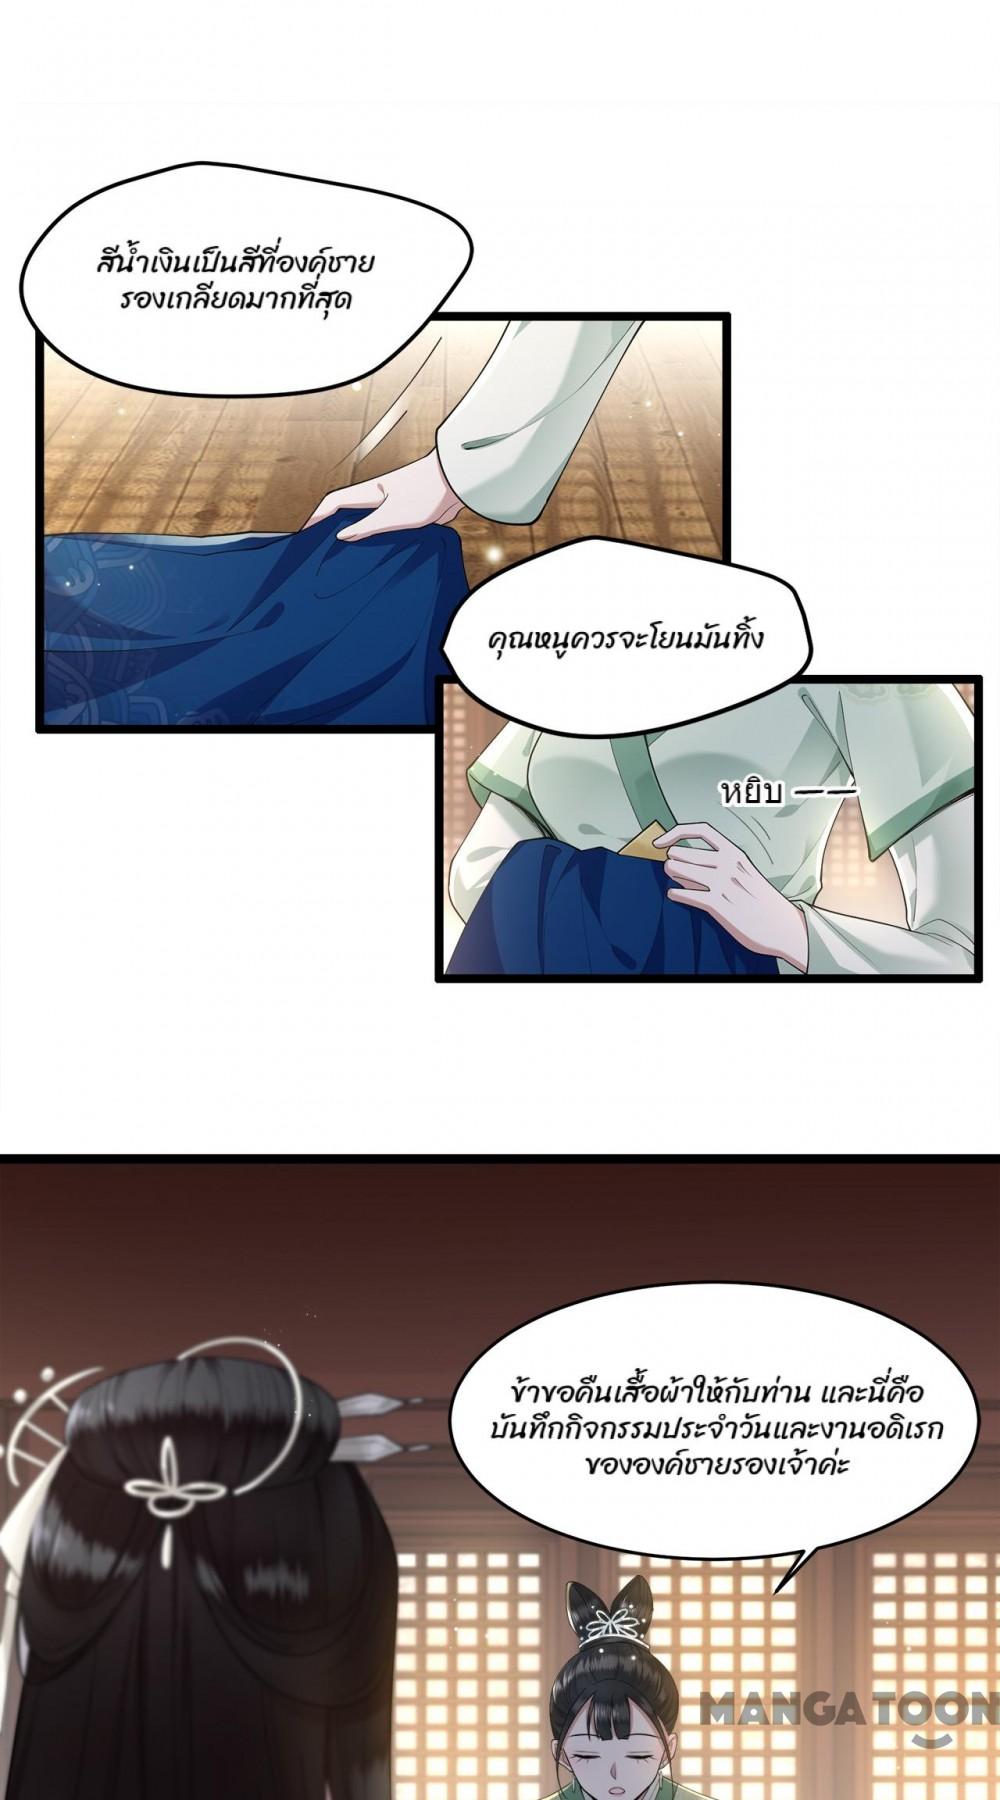 สีน้ำเงินเป็นสีที่องค์ชาย
รองเกลียดมากที่สุด
คุณหนูควรจะโยนมันทิ้ง
หยิบ ——
ข้าขอคืนเสื้อผ้าให้กับท่าน และนี่คือ
บันทึกกิจกรรมประจำวันและงานอดิเรก
ขององค์ชายรองเจ้าค่ะ
MANGATOON